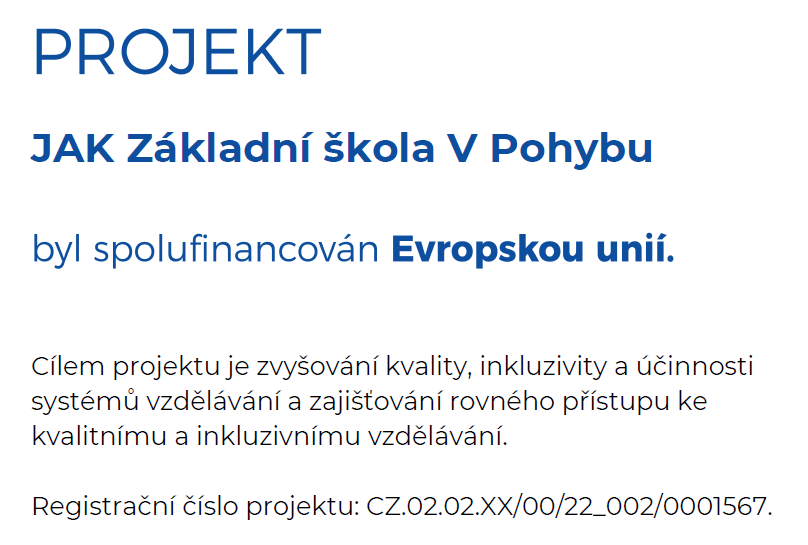 PROJEKT
JAK Základní škola V Pohybu
byl spolufinancován Evropskou unií.
Cílem projektu je zvyšování kvality, inkluzivity a účinnosti
systémů vzdělávání a zajišťování rovného přístupu ke
kvalitnímu a inkluzivnímu vzdělávání.
Registrační číslo projektu: CZ.02.02.XX/00/22_002/0001567.